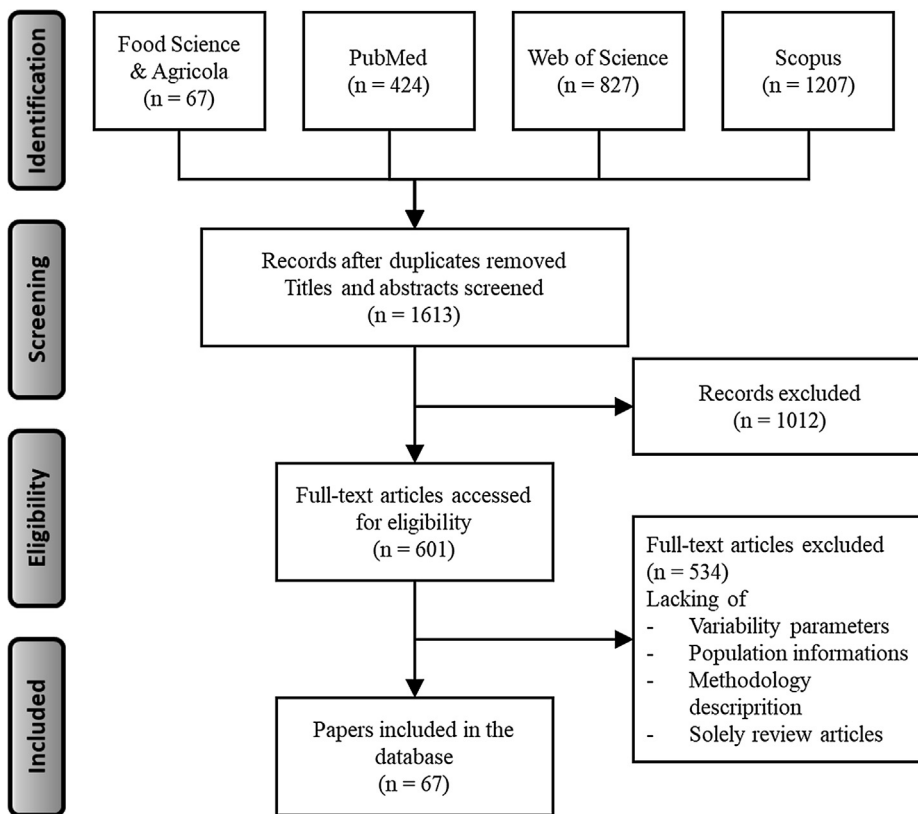 Identification
Food Science
& Agricola
(n = 67)
PubMed
(n = 424)
Web of Science
(n = 827)
Scopus
(n = 1207)
Screening
Records after duplicates removed
Titles and abstracts screened
(n = 1613)
Records excluded
(n = 1012)
Eligibility
Full-text articles accessed
for eligibility
(n = 601)
Full-text articles excluded
(n = 534)
Lacking of
- Variability parameters
- Population informations
- Methodology
descriprition
- Solely review articles
Included
Papers included in the
database
(n = 67)